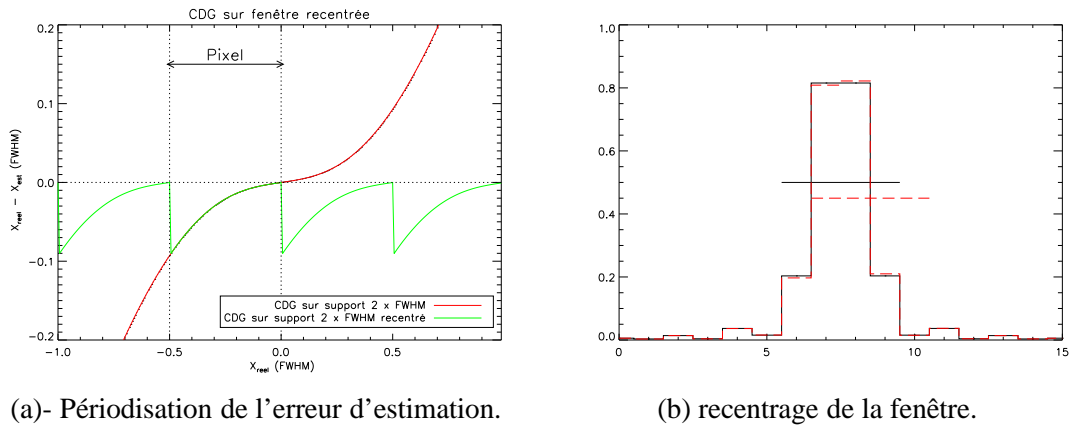 CDG sur fenêtre recentrée
0.2
0.1
0.0
-0.1
-0.2
X_reel - X_est (FWHM)
Pixel
CDG sur support 2 x FWHM
CDG sur support 2 x FWHM recentré
-1.0 -0.5 0.0 0.5
X_reel (FWHM)
1.0
0.8
0.6
0.4
0.2
0.0
0 5 10 15
(a)- Périodisation de l'erreur d'estimation.
(b) recentrage de la fenêtre.